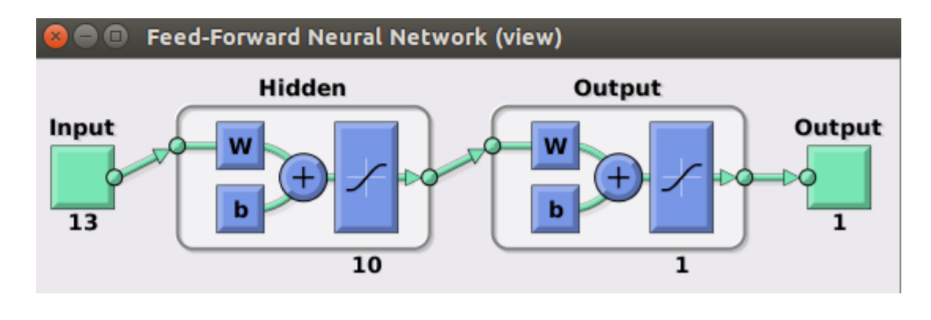 Feed-Forward Neural Network (view)
Hidden
Output
Input
Output
W
b
+
W
b
+
13
1
10
1